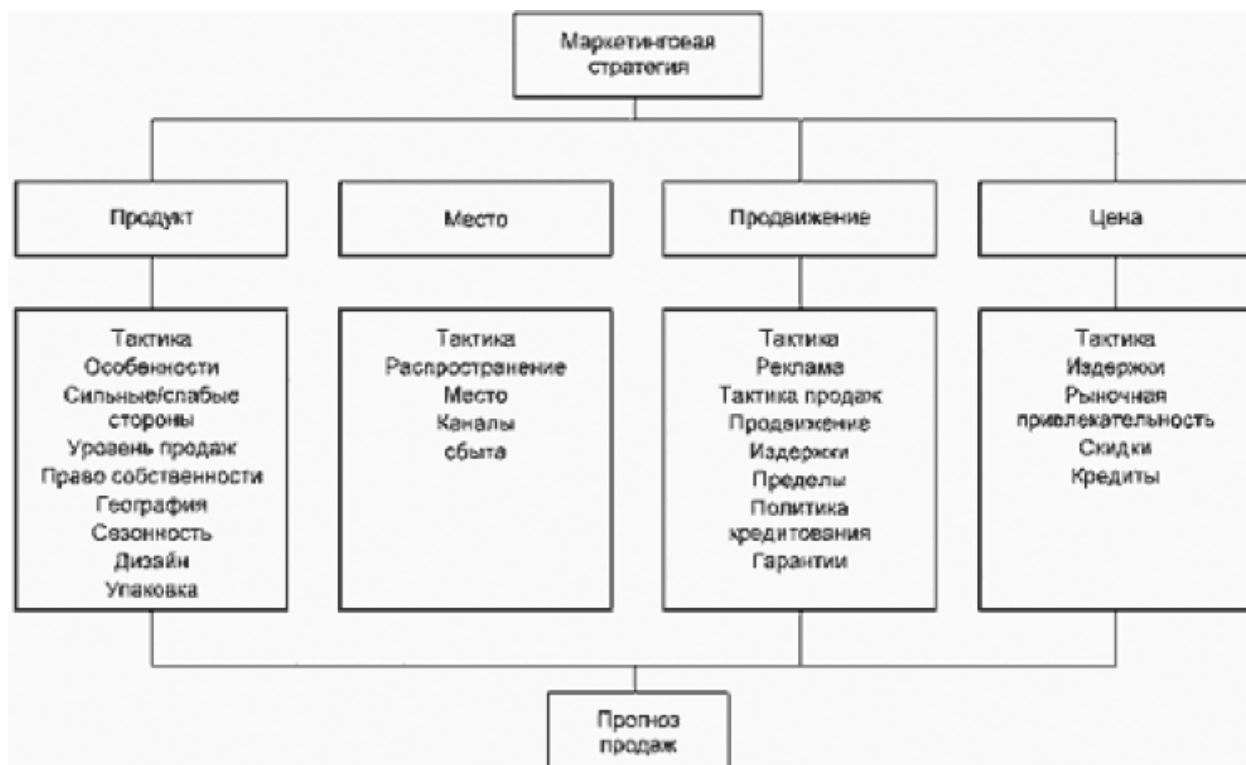 Маркетинговая
стратегия
Продукт
Место
Продвижение
Цена
Тактика
Особенности
Сильные/слабые
стороны
Уровень продаж
Право собственности
География
Сезонность
Дизайн
Упаковка
Тактика
Распространение
Место
Каналы
сбыта
Тактика
Реклама
Тактика продаж
Продвижение
Издержки
Пределы
Политика
кредитования
Гарантии
Тактика
Издержки
Рыночная
привлекательность
Скидки
Кредиты
Прогноз
продаж